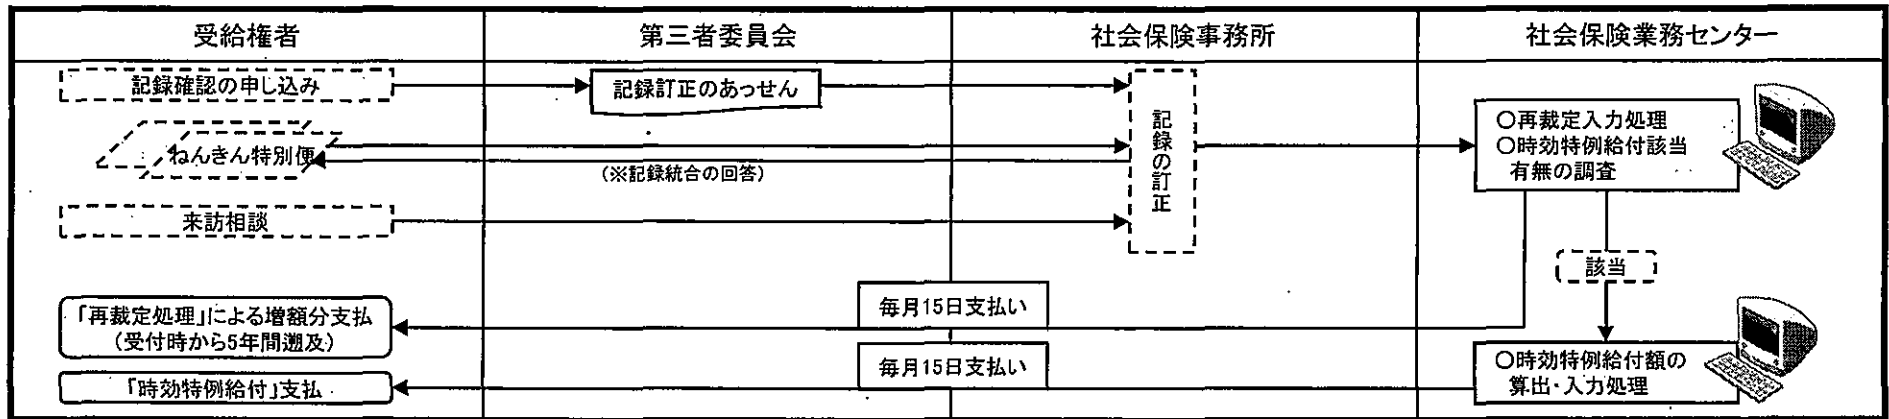 受給権者
第三者委員会
社会保険事務所
社会保険業務センター
記録確認の申し込み
記録訂正のあっせん
ねんきん特別便
(※記録統合の回答)
来訪相談
記録の訂正
○再裁定入力処理
○時効特例給付該当
有無の調査
該当
毎月15日支払い
「再裁定処理」による増額分支払
(受付時から5年間遡及)
毎月15日支払い
「時効特例給付」支払
○時効特例給付額の
算出・入力処理